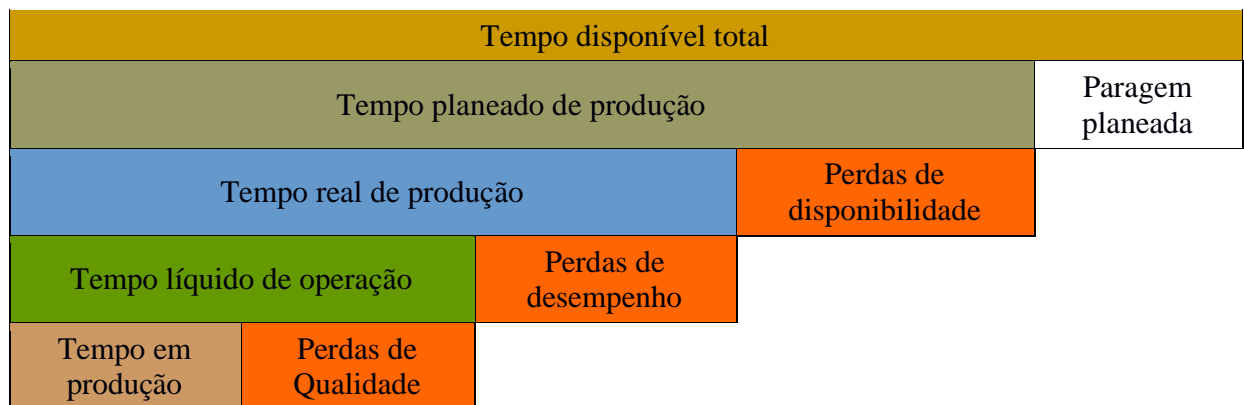 Tempo disponível total
Tempo planeado de produção
Paragem
planeada
Tempo real de produção
Perdas de
disponibilidade
Tempo líquido de operação
Perdas de
desempenho
Tempo em
produção
Perdas de
Qualidade